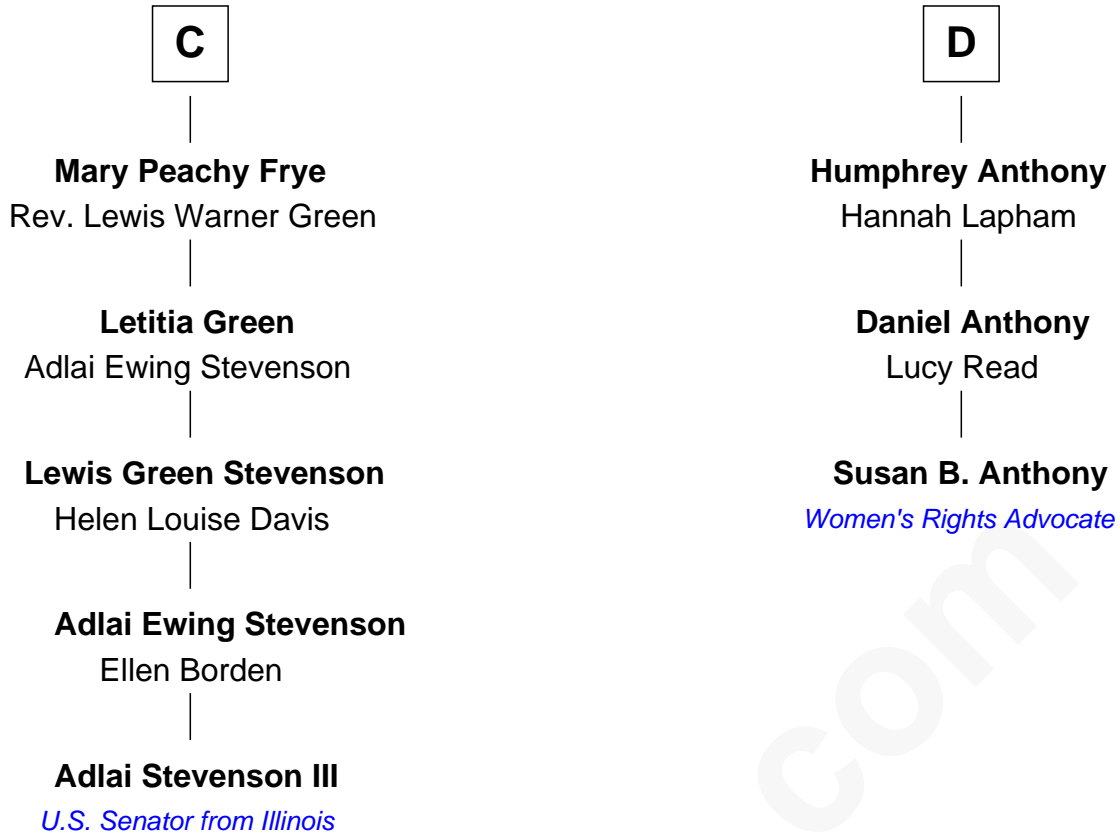 C
Mary Peachy Frye
Rev. Lewis Warner Green
Letitia Green
Adlai Ewing Stevenson
Lewis Green Stevenson
Helen Louise Davis
Adlai Ewing Stevenson
Ellen Borden
Adlai Stevenson III
U.S. Senator from Illinois
D
Humphrey Anthony
Hannah Lapham
Daniel Anthony
Lucy Read
Susan B. Anthony
Women's Rights Advocate
com